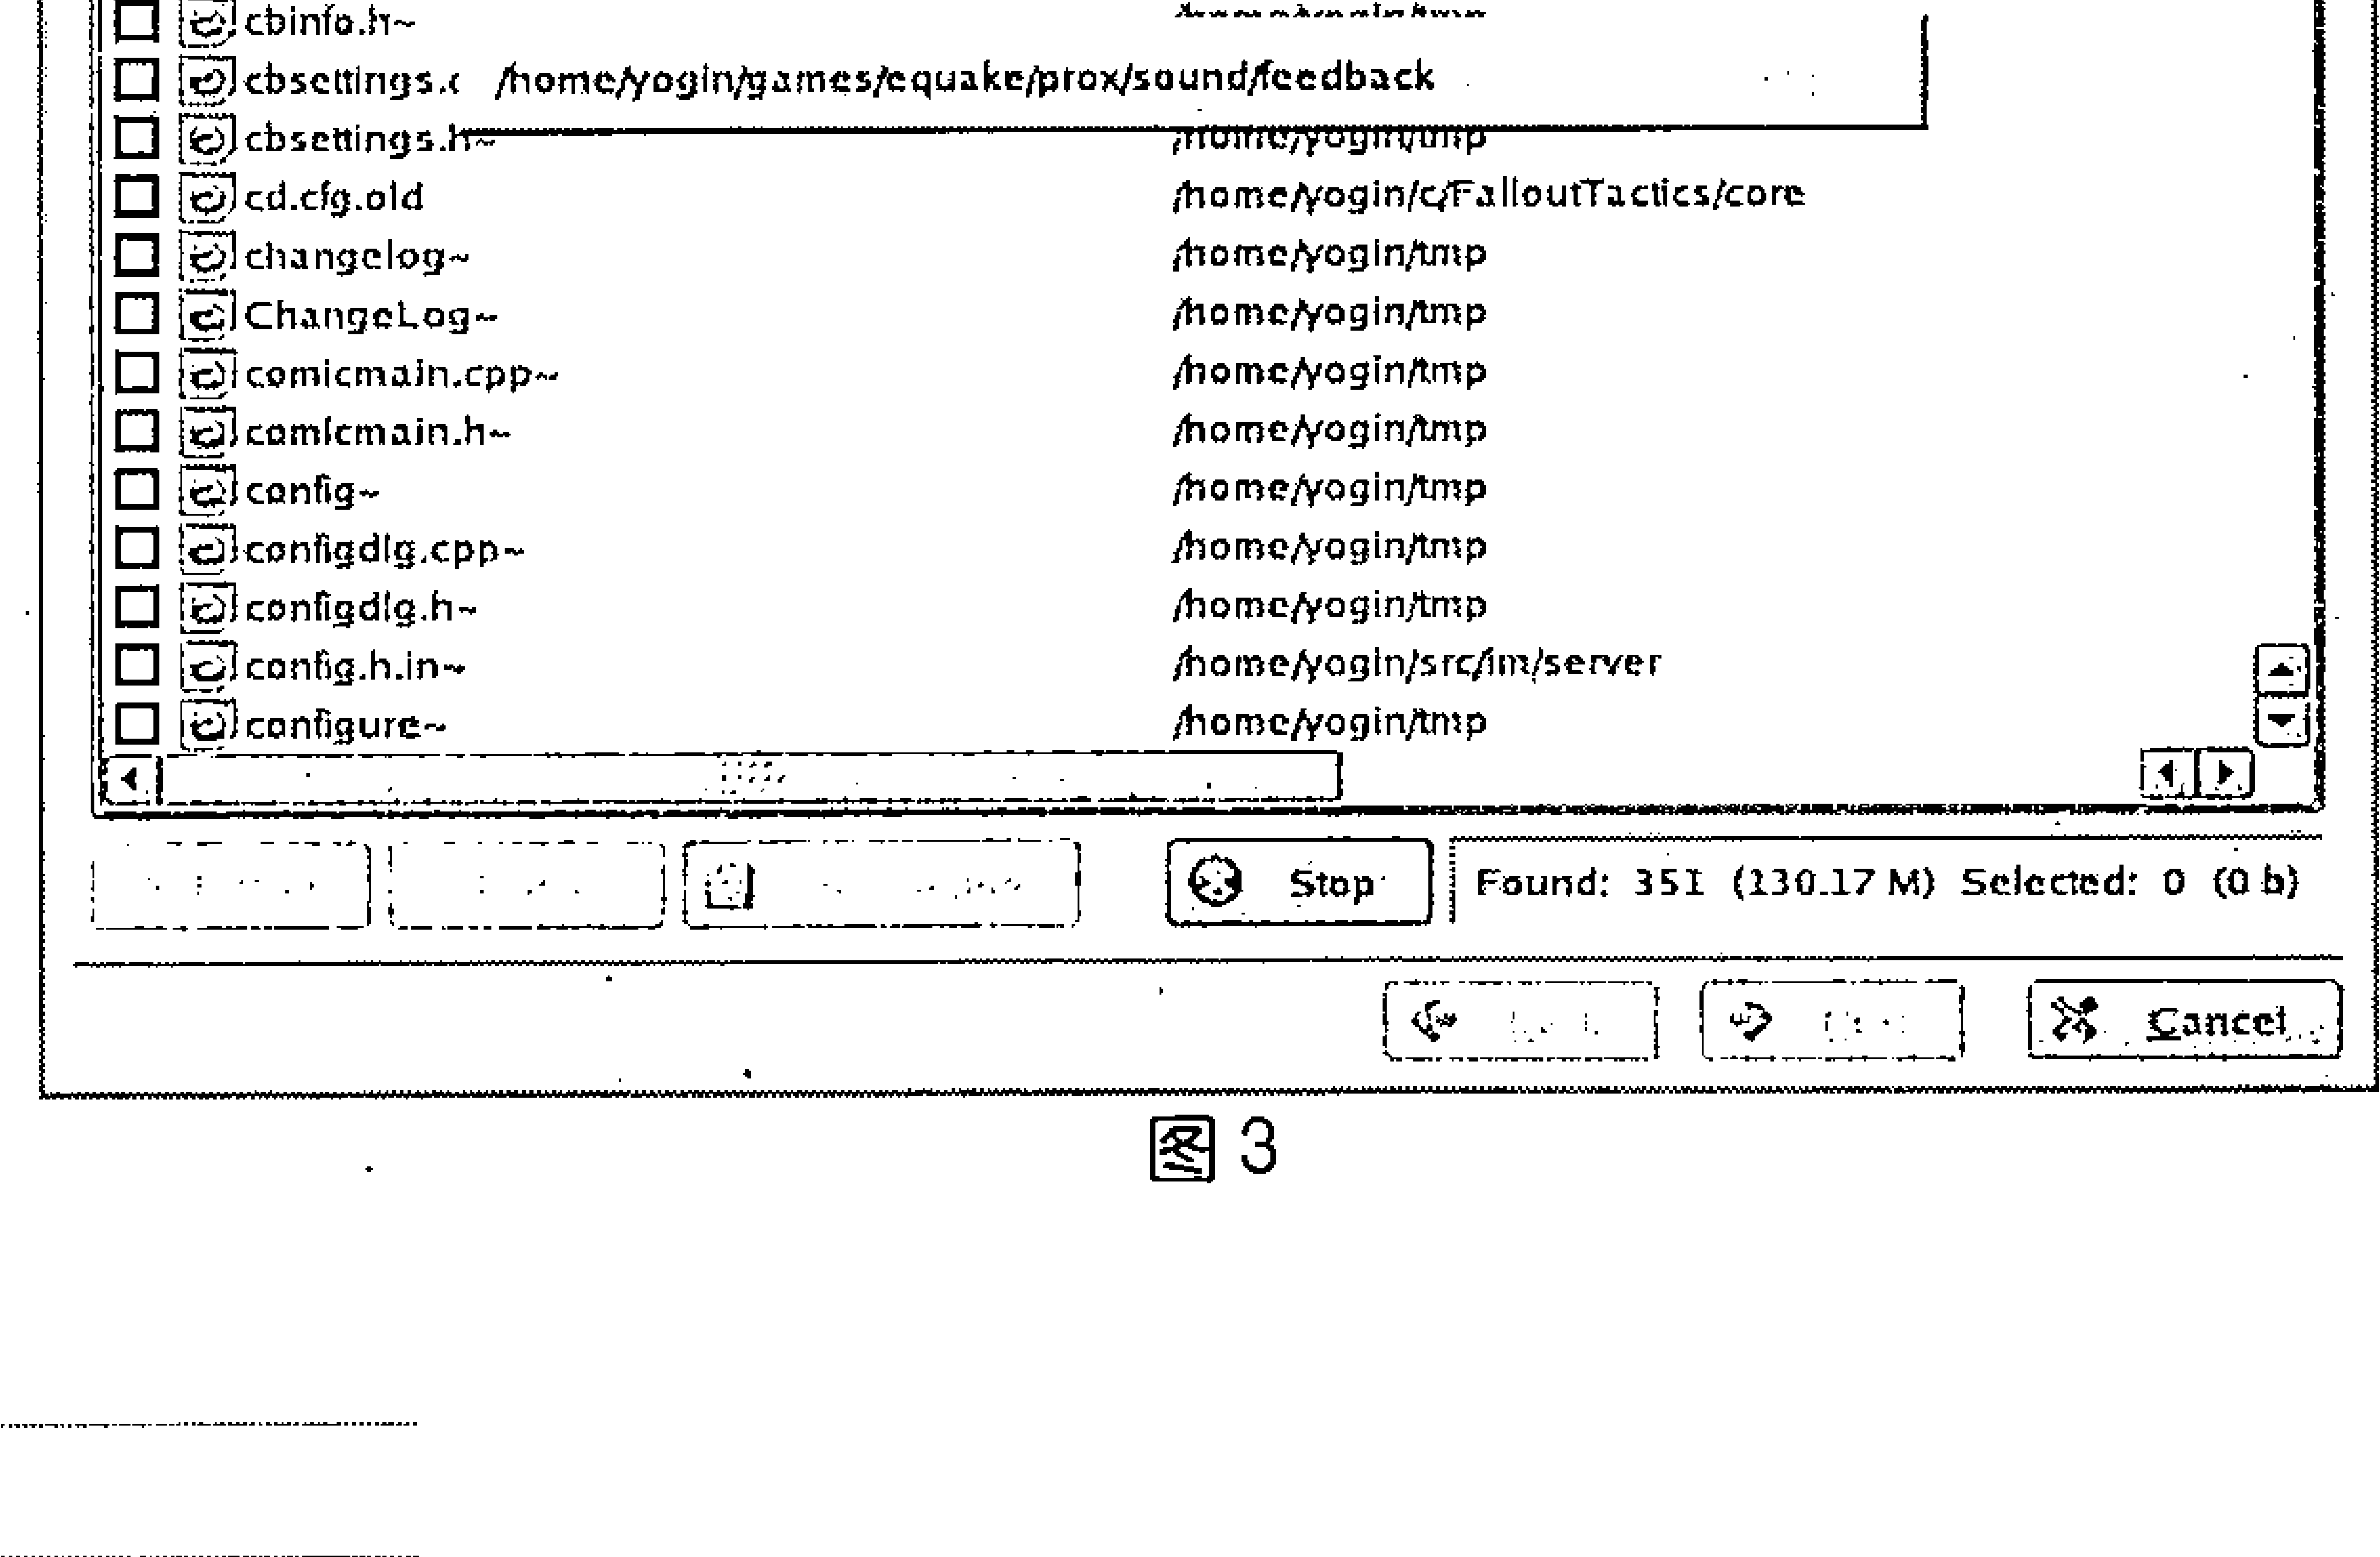 cbinfo.h~
cbsettings.c /home/yogin/games/equake/prox/sound/feedback
cbsettings.h~ /home/yogin/tmp
cd.cfg.old /home/yogin/c/FalloutTactics/core
changelog~ /home/yogin/tmp
ChangeLog~ /home/yogin/tmp
comicmain.cpp~ /home/yogin/tmp
comicmain.h~ /home/yogin/tmp
config~ /home/yogin/tmp
configdlg.cpp~ /home/yogin/tmp
configdlg.h~ /home/yogin/tmp
config.h.in~ /home/yogin/src/im/server
configure~ /home/yogin/tmp
Stop Found: 351 (130.17 M) Selected: 0 (0 b)
Cancel
图 3